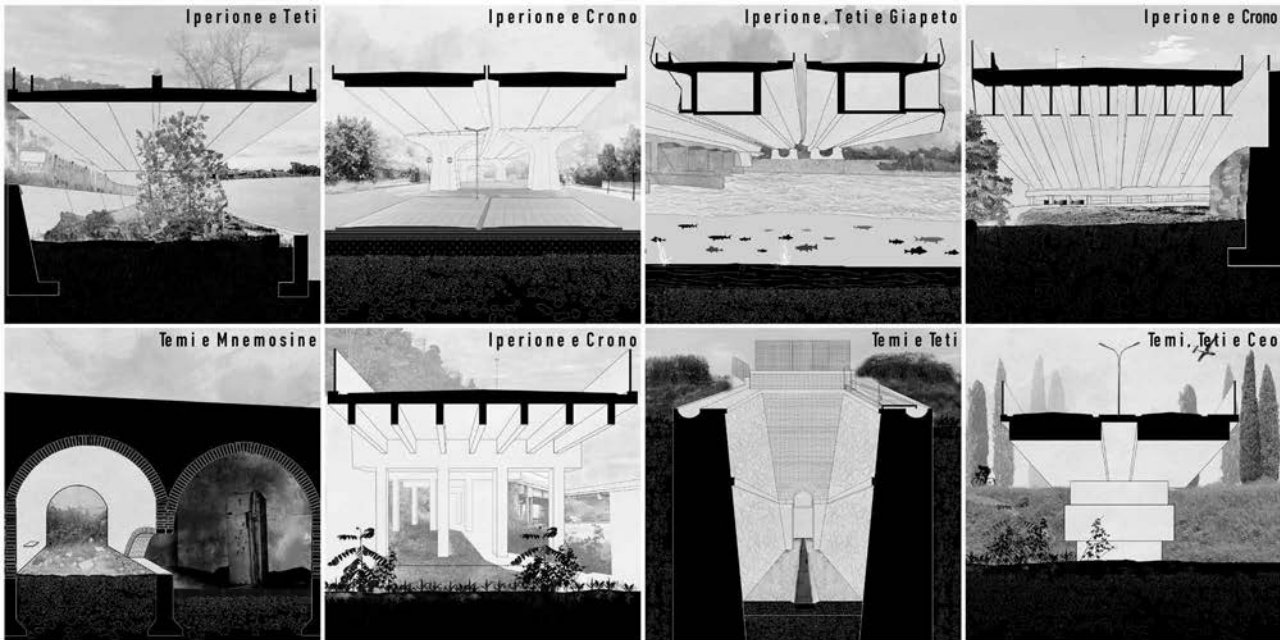 Iperione e Teti
Iperione e Crono
Iperione, Teti e Giapeto
Iperione e Crono
Temi e Mnemosine
Iperione e Crono
Temi e Teti
Temi, Teti e Ceo